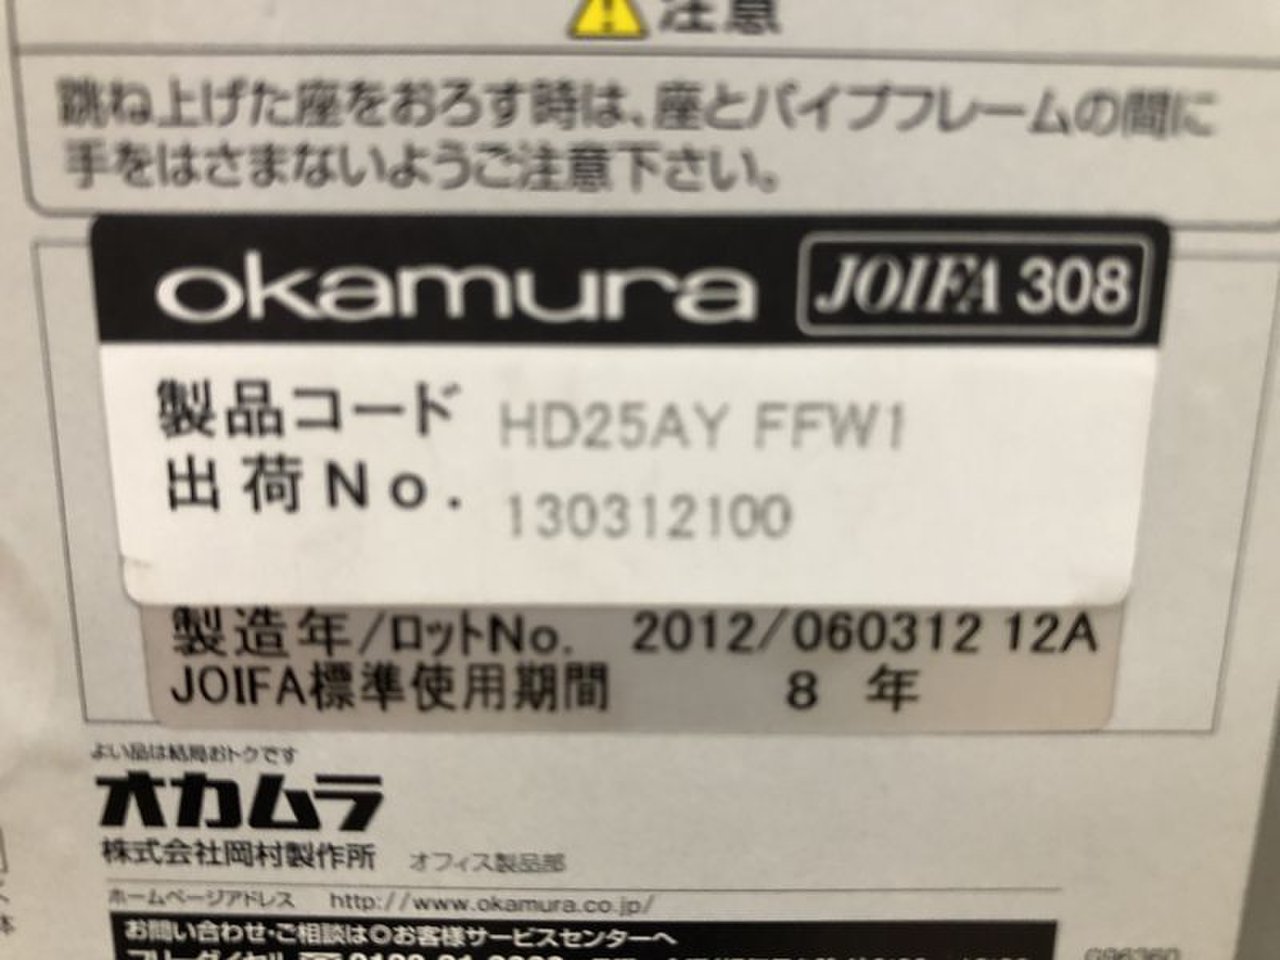 注意
跳ね上げた座をおろす時は、座とパイプフレームの間に
手をはさまないようご注意下さい。
okamura JOIFA 308
製品コード HD25AY FFW1
出荷No. 130312100
製造年/ロットNo. 2012/060312 12A
JOIFA標準使用期間 8 年
よい品は結局おトクです
オカムラ
株式会社岡村製作所 オフィス製品部
ホームページアドレス http://www.okamura.co.jp/
お問い合わせ・ご相談は◎お客様サービスセンターへ
フリーダイヤル